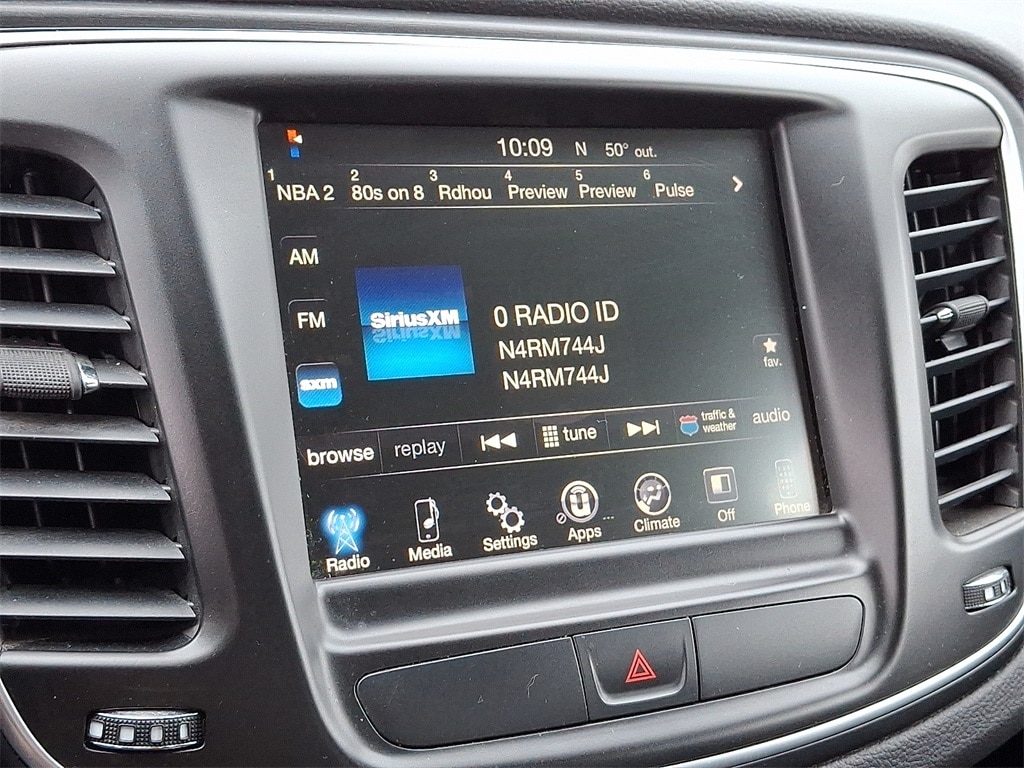 10:09 N 50° out.
1 NBA 2 2 80s on 8 3 Rdhou 4 Preview 5 Preview 6 Pulse
AM
FM
sxm
SiriusXM
0 RADIO ID
N4RM744J
N4RM744J
fav.
browse replay tune traffic & weather audio
Radio Media Settings Apps Climate Off Phone